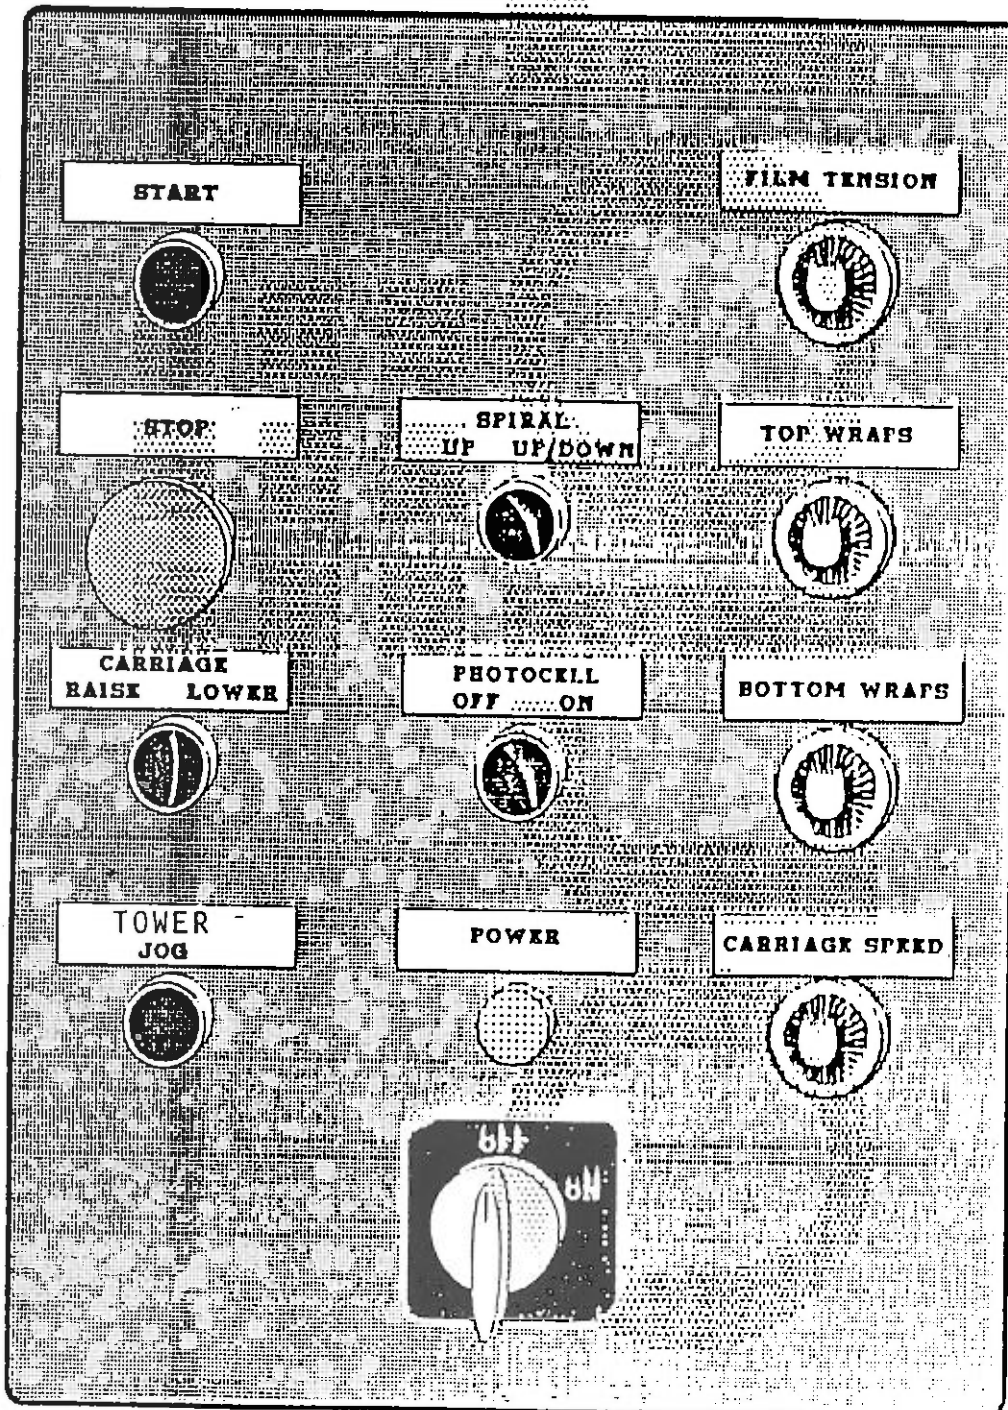 START
FILM TENSION
STOP
SPIRAL
UP UP/DOWN
TOP WRAPS
CARRIAGE
RAISE LOWER
PHOTOCELL
OFF ON
BOTTOM WRAPS
TOWER -
JOG
POWER
CARRIAGE SPEED
OFF
ON